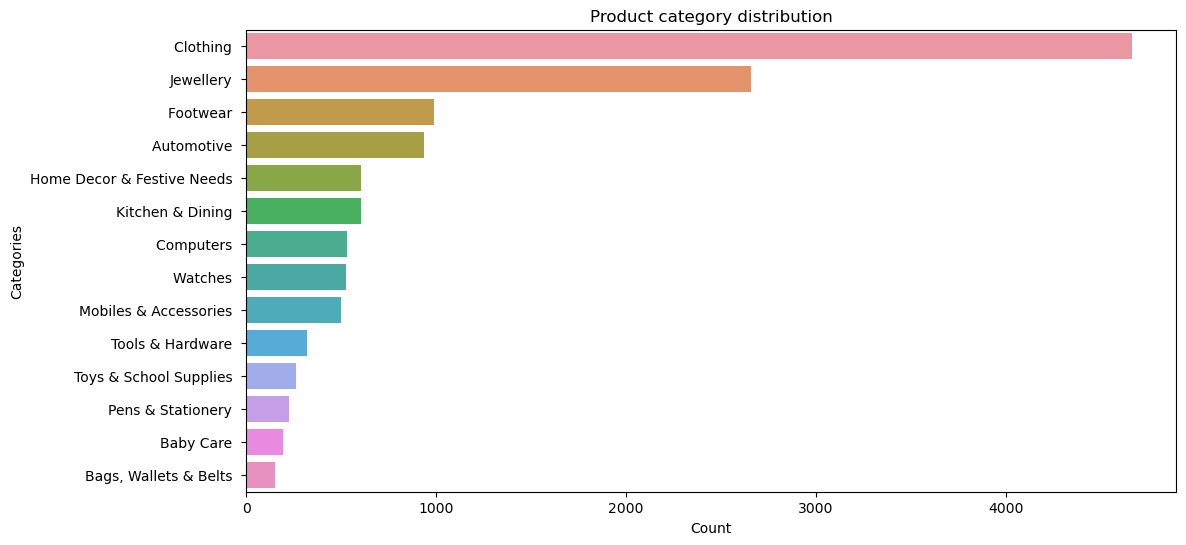 Product category distribution
Clothing
Jewellery
Footwear
Automotive
Home Decor & Festive Needs
Kitchen & Dining
Computers
Watches
Mobiles & Accessories
Tools & Hardware
Toys & School Supplies
Pens & Stationery
Baby Care
Bags, Wallets & Belts
Categories
0 1000 2000 3000 4000
Count